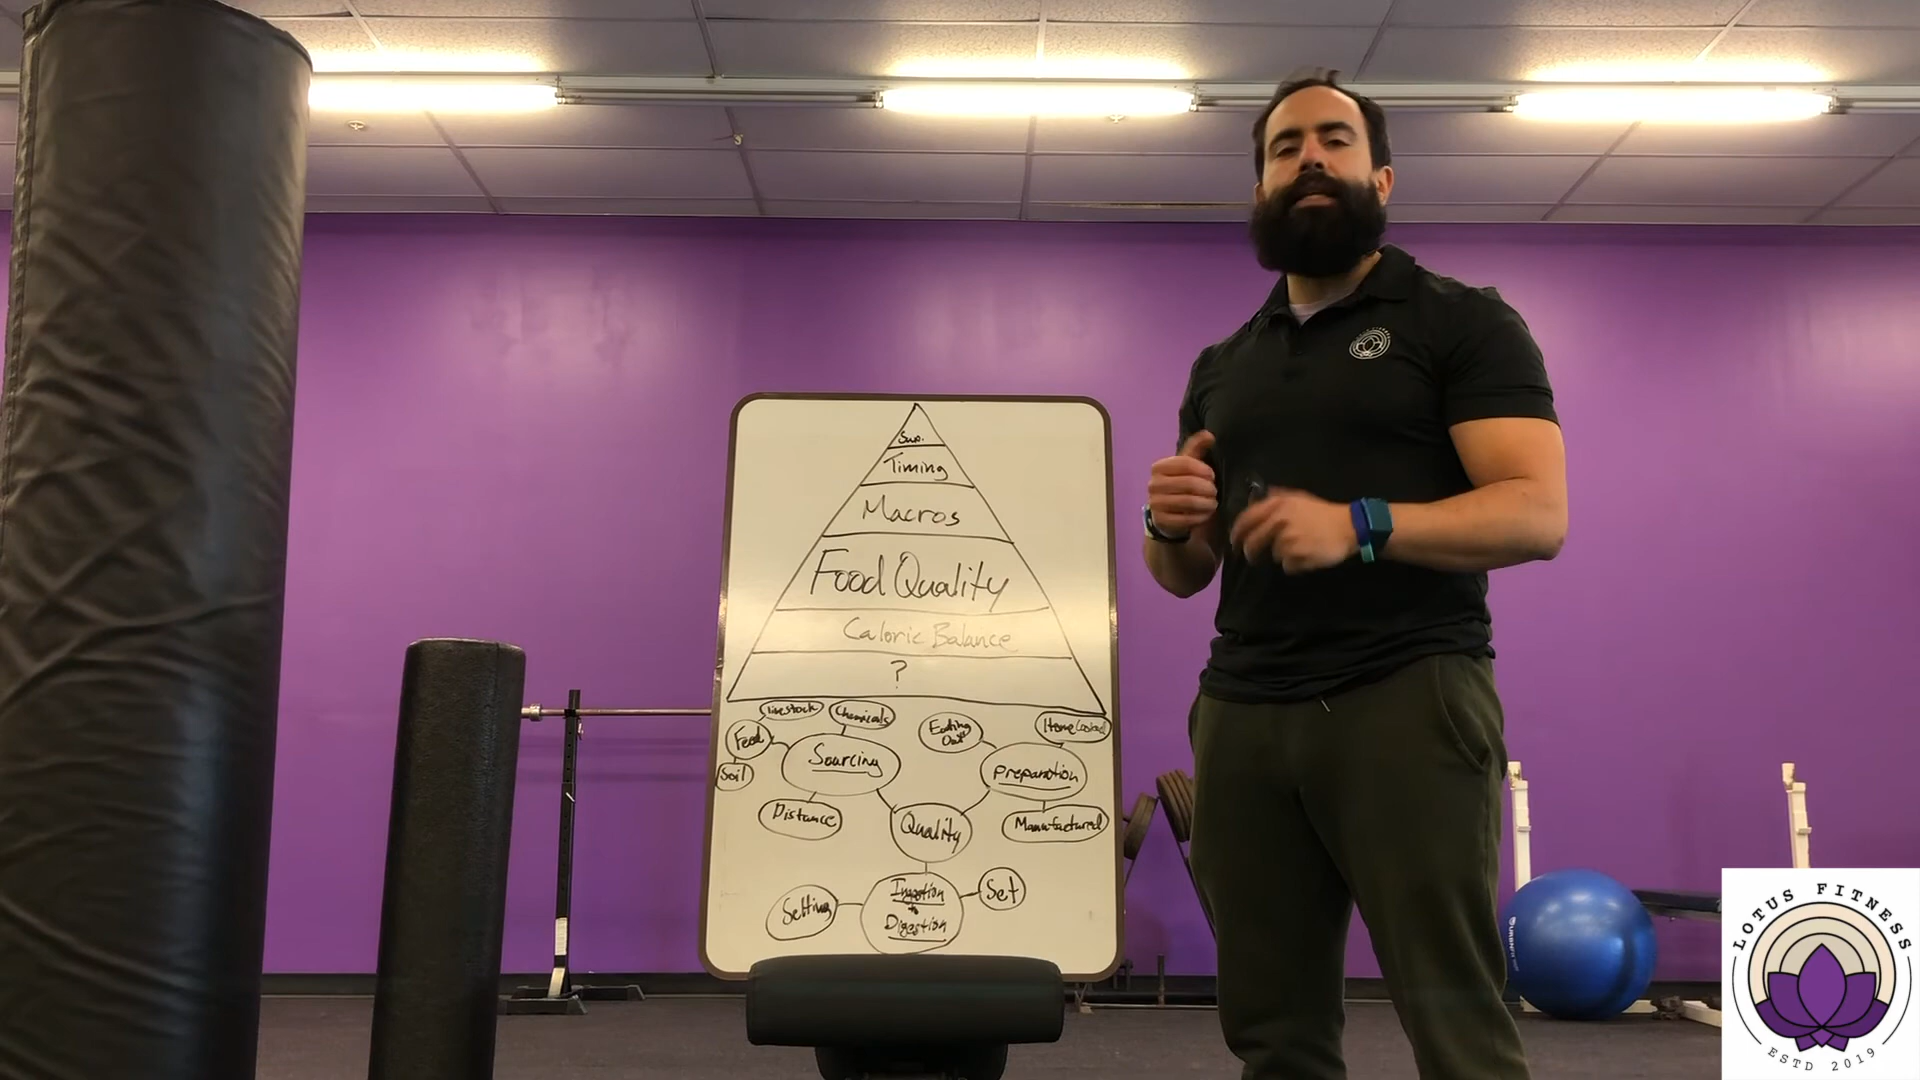 Sup.
Timing
Macros
Food Quality
Caloric Balance
?
livestock
Chemicals
Feed
Sourcing
Soil
Distance
Eating Out
Home Cooked
Preparation
Manufactured
Quality
Setting
Ingestion
+
Digestion
Set
LOTUS FITNESS
ESTD 2019